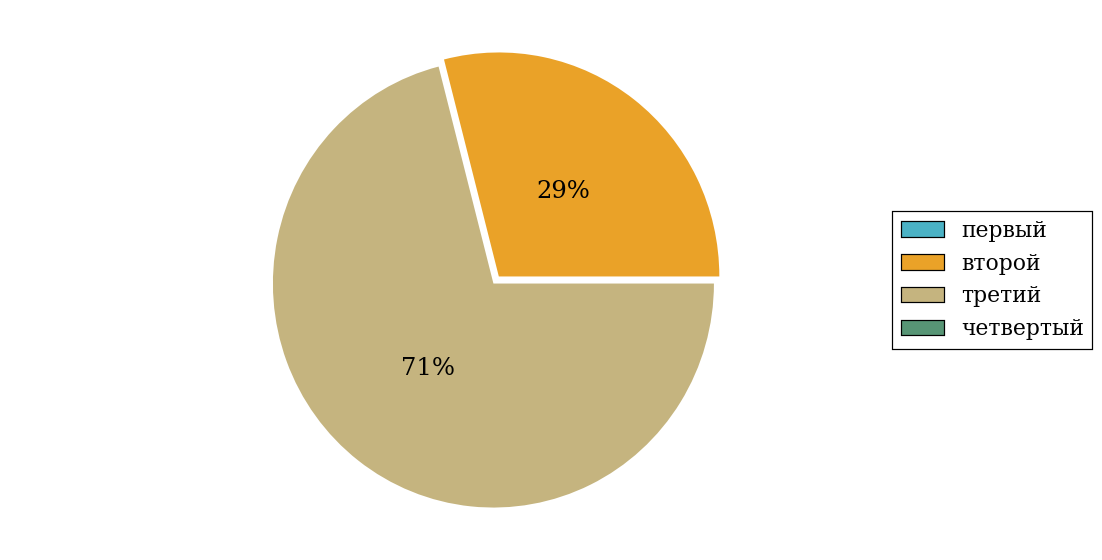 29%
71%
первый
второй
третий
четвертый